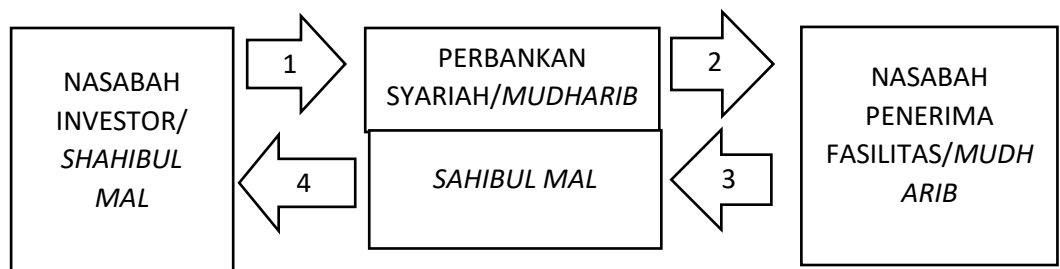 NASABAH
INVESTOR/
SHAHIBUL
MAL
1
4
PERBANKAN
SYARIAH/MUDHARIB
SAHIBUL MAL
2
3
NASABAH
PENERIMA
FASILITAS/MUDH
ARIB